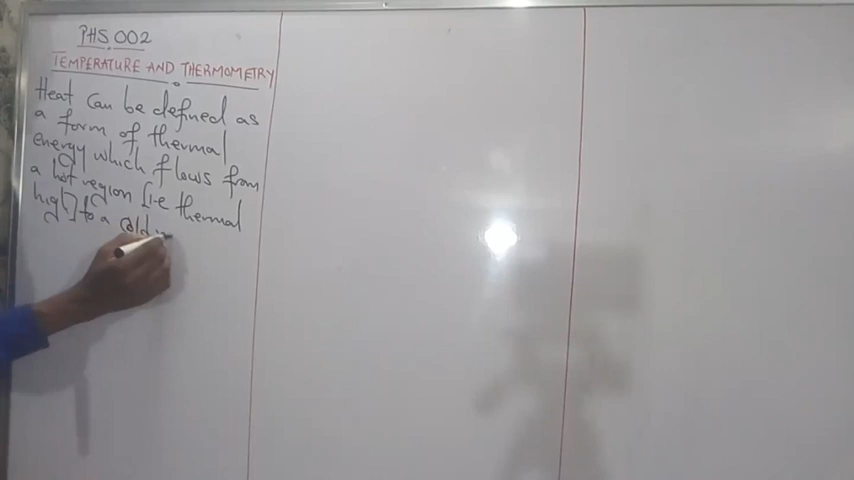 PHS 002
TEMPERATURE AND THERMOMETRY
Heat can be defined as
a form of thermal
energy which flows from
a hot region [i.e thermal
high] to a cold